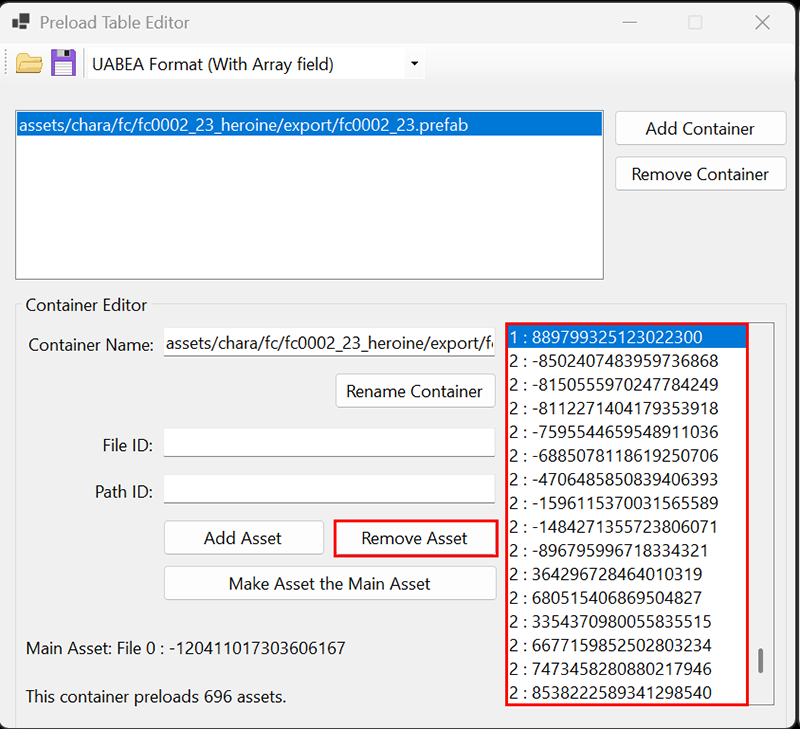 Preload Table Editor
UABEA Format (With Array field)
assets/chara/fc/fc0002_23_heroine/export/fc0002_23.prefab
Add Container
Remove Container
Container Editor
Container Name: assets/chara/fc/fc0002_23_heroine/export/f
Rename Container
File ID:
Path ID:
Add Asset
Remove Asset
Make Asset the Main Asset
Main Asset: File 0 : -120411017303606167
This container preloads 696 assets.
1 : 889799325123022300
2 : -8502407483959736868
2 : -8150555970247784249
2 : -8112271404179353918
2 : -7595544659548911036
2 : -6885078118619250706
2 : -4706485850839406393
2 : -1596115370031565589
2 : -1484271355723806071
2 : -896795996718334321
2 : 364296728464010319
2 : 680515406869504827
2 : 3354370980055835515
2 : 6677159852502803234
2 : 7473458280880217946
2 : 8538222589341298540